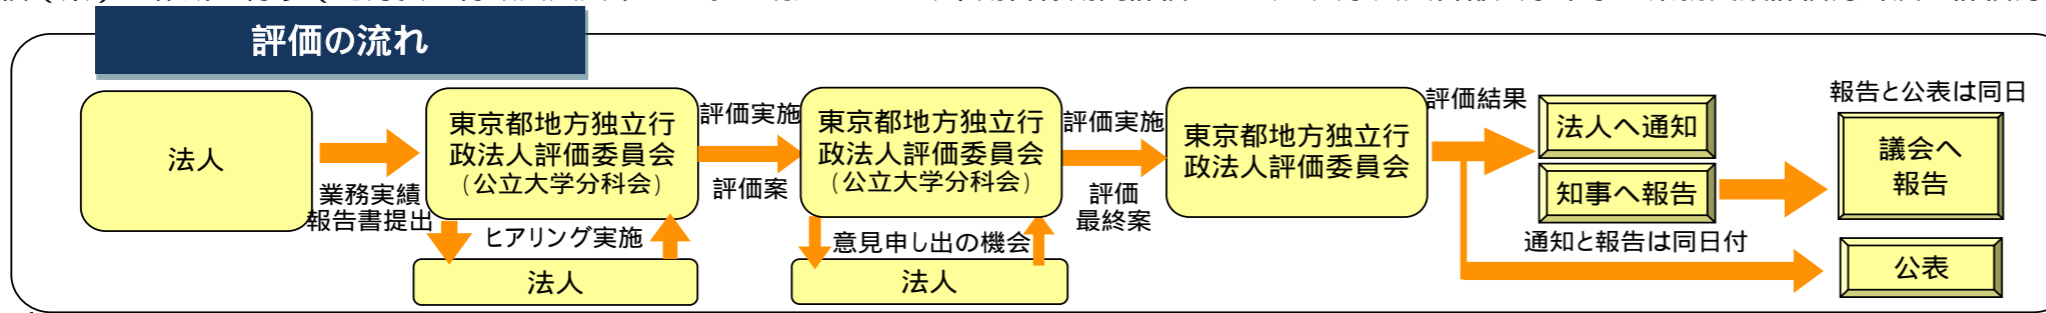 評価の流れ
法人
業務実績
報告書提出
東京都地方独立行
政法人評価委員会
（公立大学分科会）
ヒアリング実施
法人
評価実施
評価案
東京都地方独立行
政法人評価委員会
（公立大学分科会）
意見申し出の機会
法人
評価実施
評価
最終案
東京都地方独立行
政法人評価委員会
評価結果
法人へ通知
知事へ報告
通知と報告は同日付
報告と公表は同日
議会へ
報告
公表